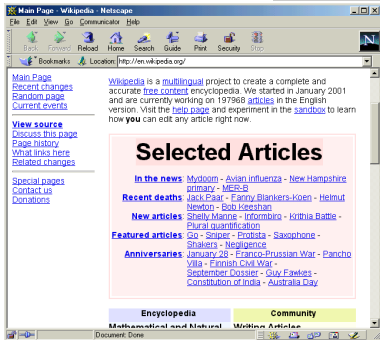 Main Page - Wikipedia - Netscape
File Edit View Go Communicator Help
Back Forward Reload Home Search Guide Print Security Stop
N
Bookmarks Location: http://en.wikipedia.org/
Main Page
Recent changes
Random page
Current events
View source
Discuss this page
Page history
What links here
Related changes
Special pages
Contact us
Donations
Wikipedia is a multilingual project to create a complete and
accurate free content encyclopedia. We started in January 2001
and are currently working on 197968 articles in the English
version. Visit the help page and experiment in the sandbox to learn
how you can edit any article right now.
Selected Articles
In the news: Mydoom - Avian influenza - New Hampshire
primary - MER-B
Recent deaths: Jack Paar - Fanny Blankers-Koen - Helmut
Newton - Bob Keeshan
New articles: Shelly Manne - Informbiro - Krithia Battle -
Plural quantification
Featured articles: Go - Sniper - Protista - Saxophone -
Shakers - Negligence
Anniversaries: January 28 - Franco-Prussian War - Pancho
Villa - Finnish Civil War -
September Dossier - Guy Fawkes -
Constitution of India - Australia Day
Encyclopedia Community
Mathematical and Natural Writing Articles
Document: Done